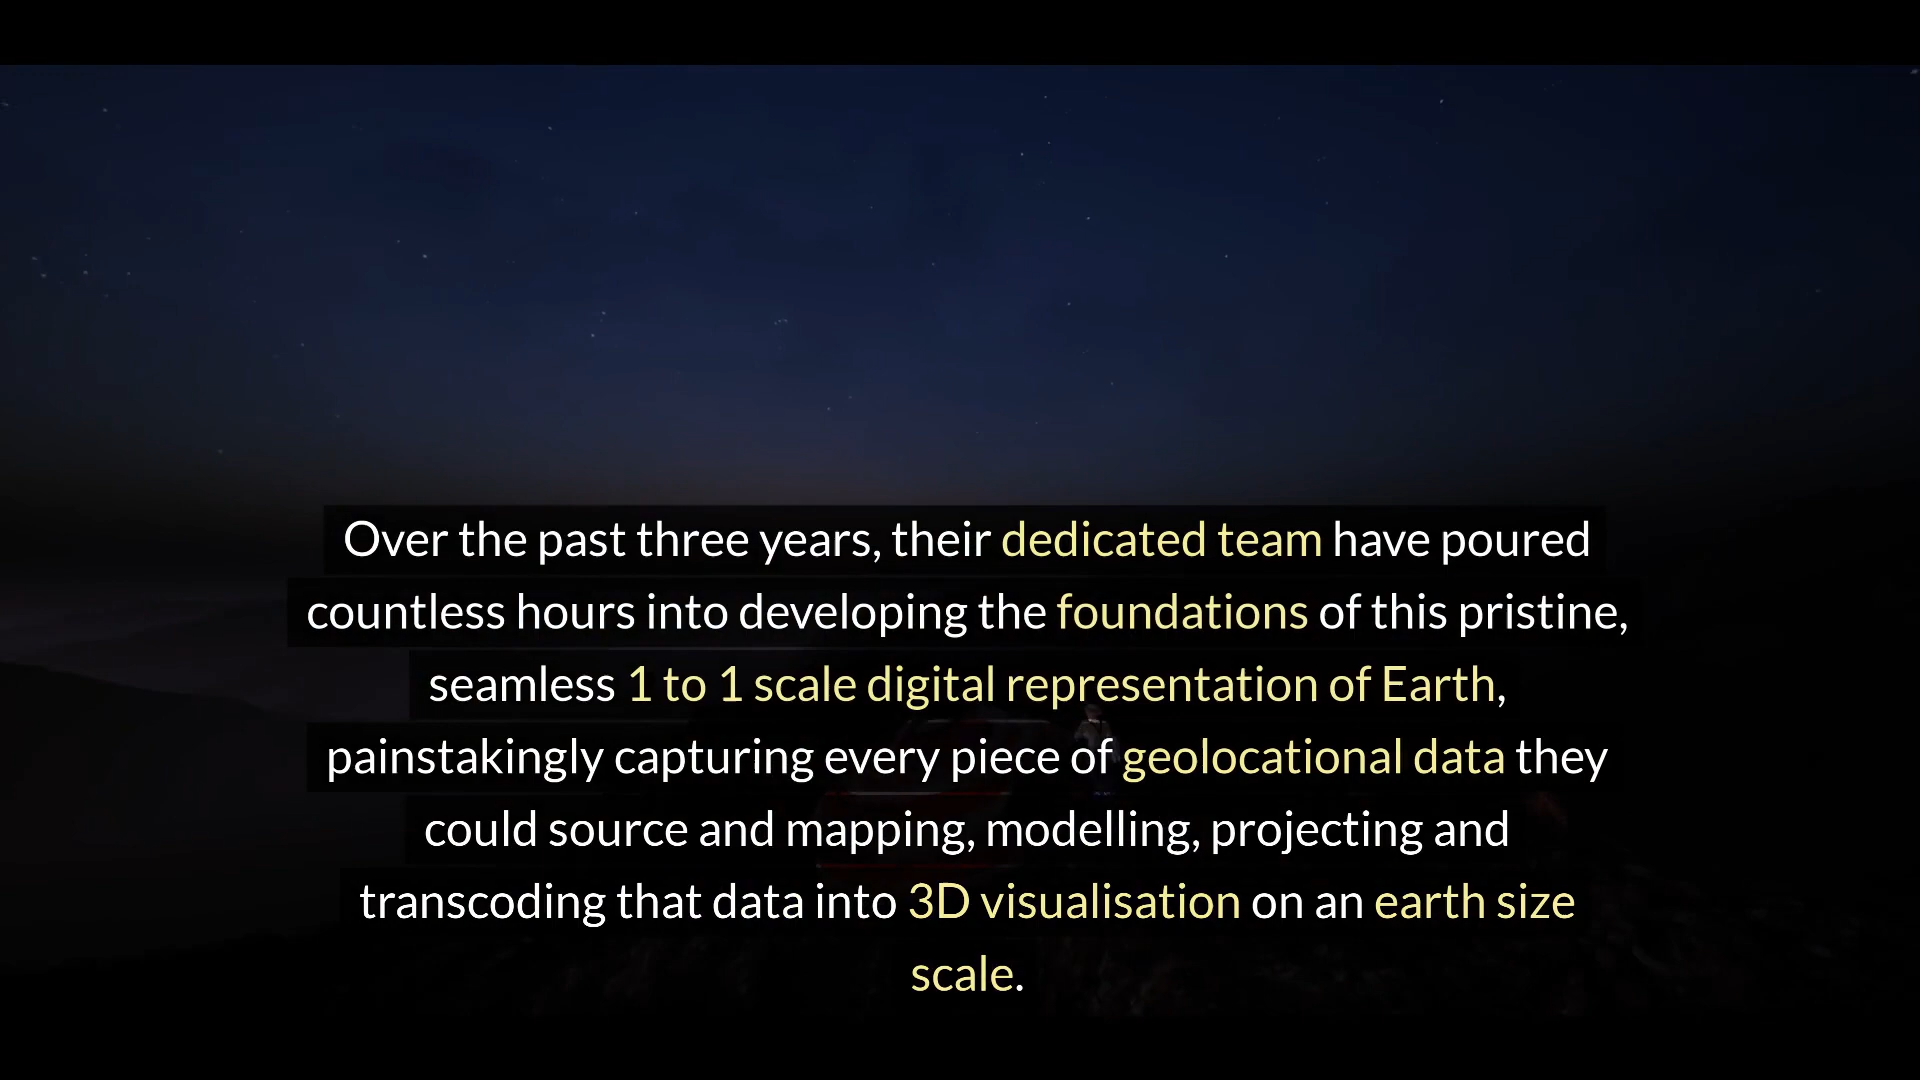 Over the past three years, their dedicated team have poured
countless hours into developing the foundations of this pristine,
seamless 1 to 1 scale digital representation of Earth,
painstakingly capturing every piece of geolocational data they
could source and mapping, modelling, projecting and
transcoding that data into 3D visualisation on an earth size
scale.